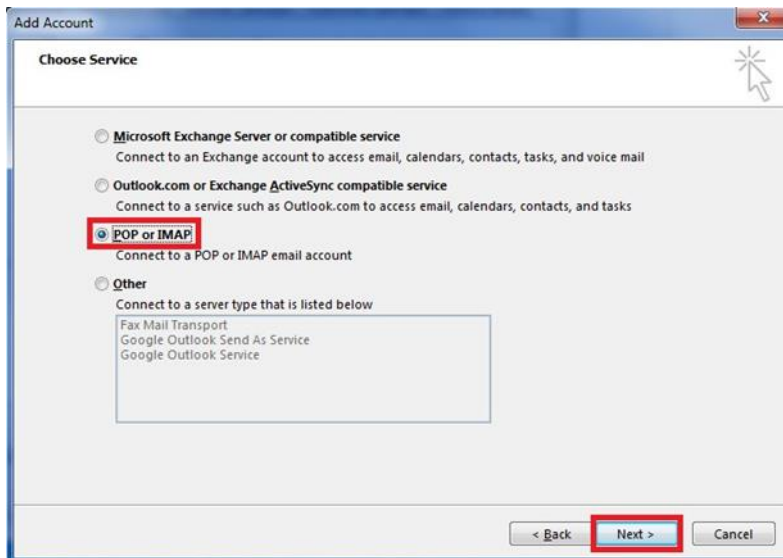 Add Account
X
Choose Service
Microsoft Exchange Server or compatible service
Connect to an Exchange account to access email, calendars, contacts, tasks, and voice mail
Outlook.com or Exchange ActiveSync compatible service
Connect to a service such as Outlook.com to access email, calendars, contacts, and tasks
POP or IMAP
Connect to a POP or IMAP email account
Other
Connect to a server type that is listed below
Fax Mail Transport
Google Outlook Send As Service
Google Outlook Service
< Back Next > Cancel